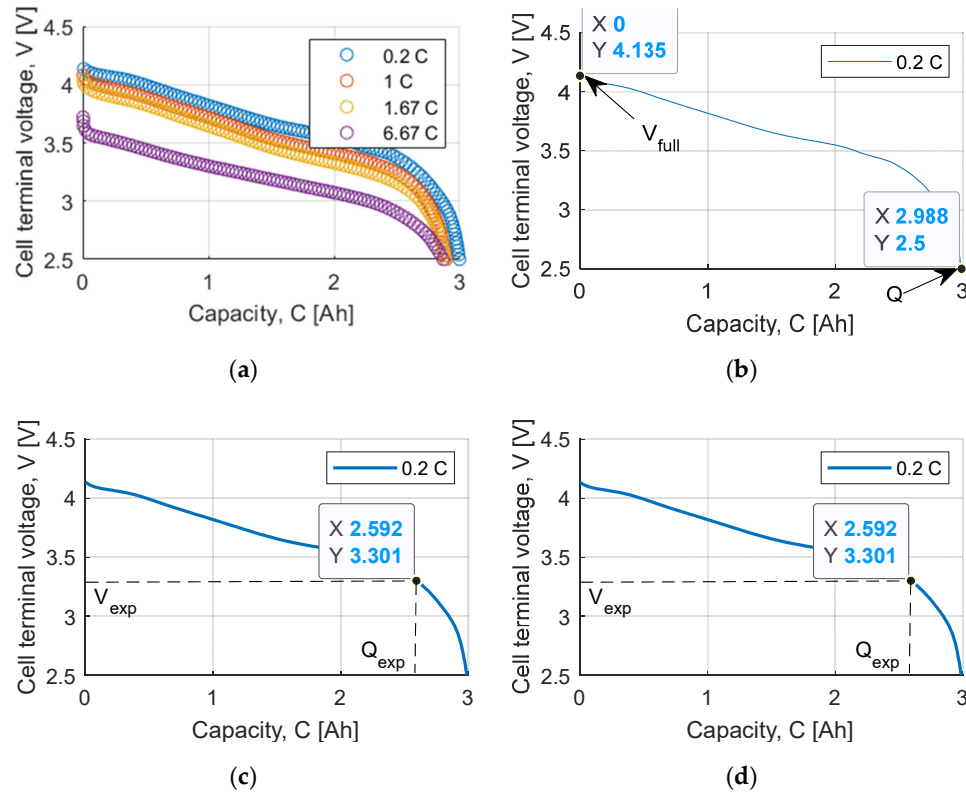 Cell terminal voltage, V [V]
4.5
4
3.5
3
2.5
0.2 C
1 C
1.67 C
6.67 C
0 1 2 3
Capacity, C [Ah]
(a)
Cell terminal voltage, V [V]
4.5
4
3.5
3
2.5
X 0
Y 4.135
0.2 C
V_full
X 2.988
Y 2.5
Q
0 1 2 3
Capacity, C [Ah]
(b)
Cell terminal voltage, V [V]
4.5
4
3.5
3
2.5
0.2 C
X 2.592
Y 3.301
V_exp
Q_exp
0 1 2 3
Capacity, C [Ah]
(c)
Cell terminal voltage, V [V]
4.5
4
3.5
3
2.5
0.2 C
X 2.592
Y 3.301
V_exp
Q_exp
0 1 2 3
Capacity, C [Ah]
(d)